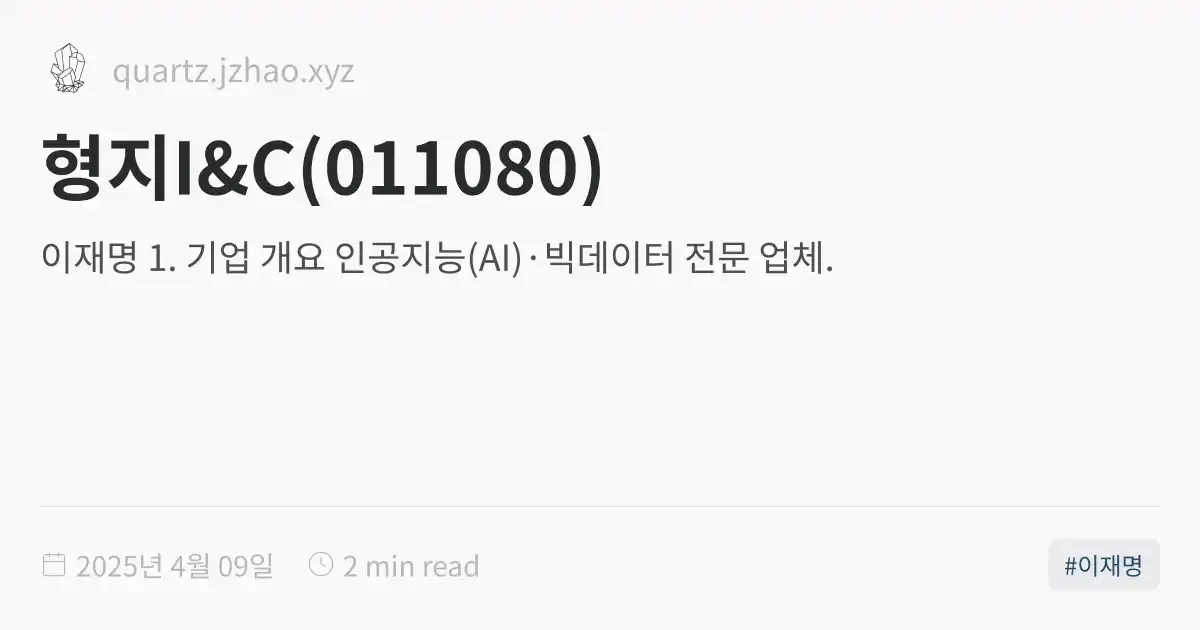 quartz.jzhao.xyz
형지I&C(011080)
이재명 1. 기업 개요 인공지능(AI)·빅데이터 전문 업체.
2025년 4월 09일
2 min read
#이재명